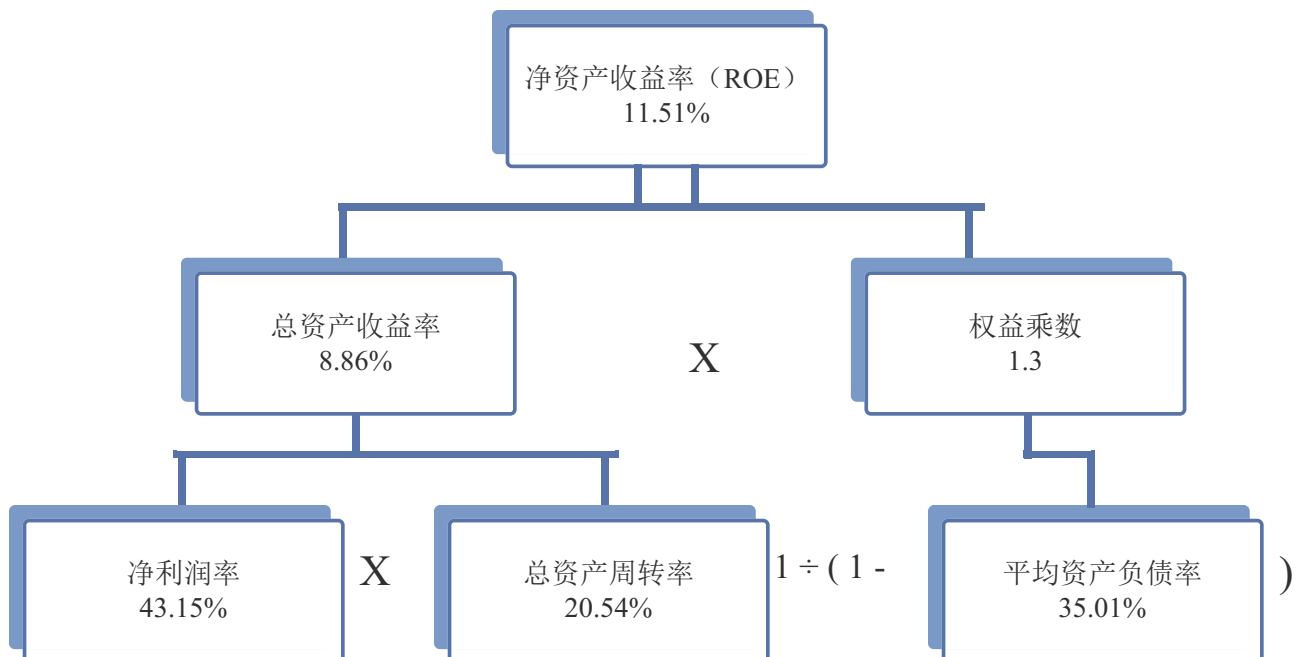 净资产收益率（ROE）
11.51%
总资产收益率
8.86%
X
权益乘数
1.3
净利润率
43.15%
X
总资产周转率
20.54%
1 ÷ ( 1 -
平均资产负债率
35.01%
)